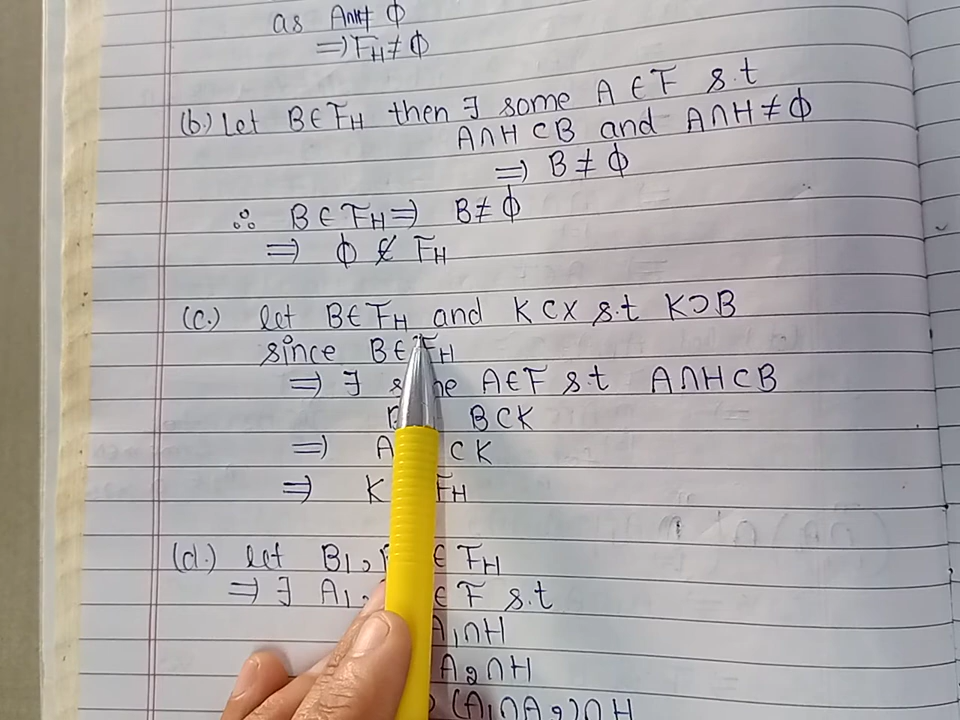 as A∩H ≠ ϕ
⇒ F_H ≠ ϕ
(b.) Let B ∈ F_H then ∃ some A ∈ F s.t
A∩H ⊂ B and A∩H ≠ ϕ
⇒ B ≠ ϕ
∴ B ∈ F_H ⇒ B ≠ ϕ
⇒ ϕ ∉ F_H
(c.) let B ∈ F_H and K ⊂ X s.t K ⊃ B
since B ∈ F_H
⇒ ∃ some A ∈ F s.t A∩H ⊂ B
B ⊂ K
⇒ A ⊂ K
⇒ K F_H
(d.) let B₁, ∈ F_H
⇒ ∃ A₁, ∈ F s.t
A₁∩H
A₂∩H
(A₁∩A₂)∩H